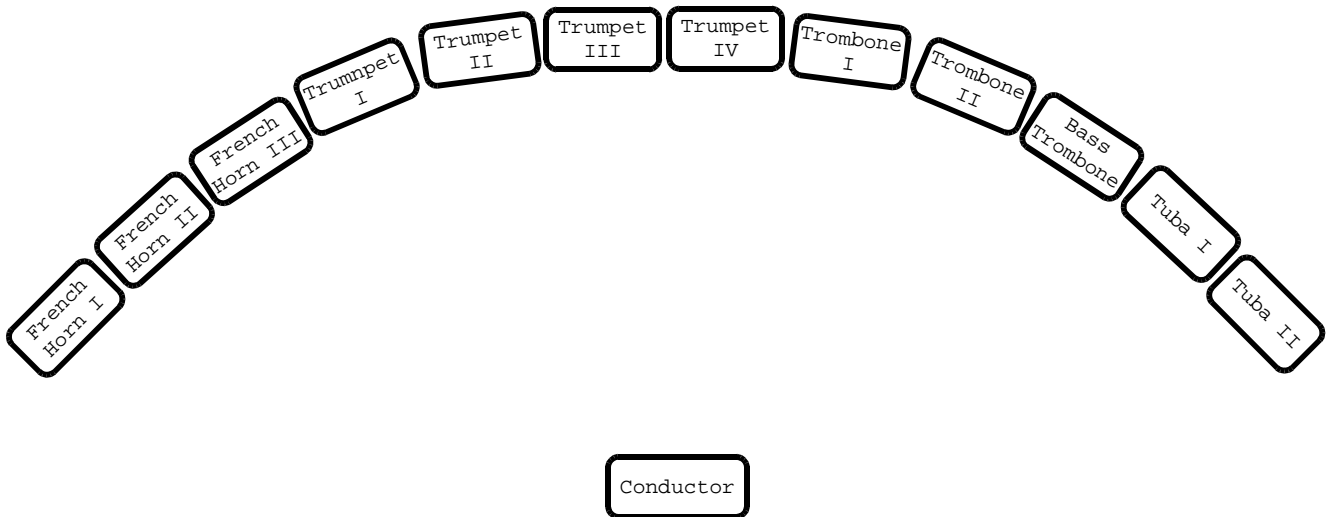 French
Horn I
French
Horn II
French
Horn III
Trumnpet
I
Trumpet
II
Trumpet
III
Trumpet
IV
Trombone
I
Trombone
II
Bass
Trombone
Tuba I
Tuba II
Conductor